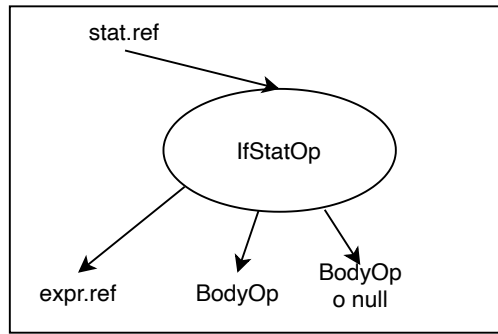 stat.ref
IfStatOp
expr.ref
BodyOp
BodyOp
o null